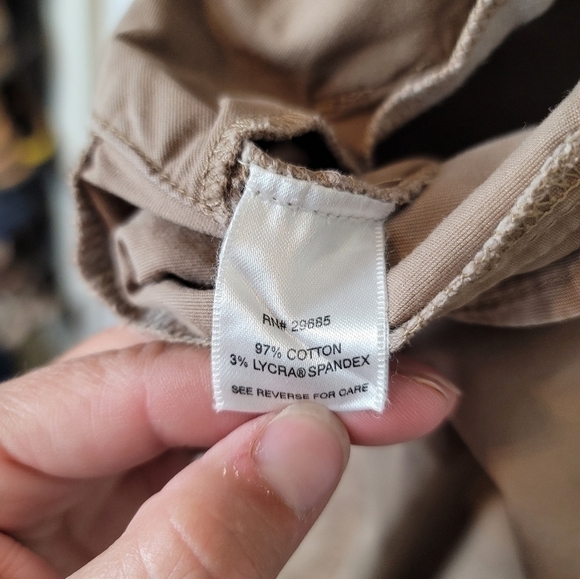 RN# 29685
97% COTTON
3% LYCRA® SPANDEX
SEE REVERSE FOR CARE